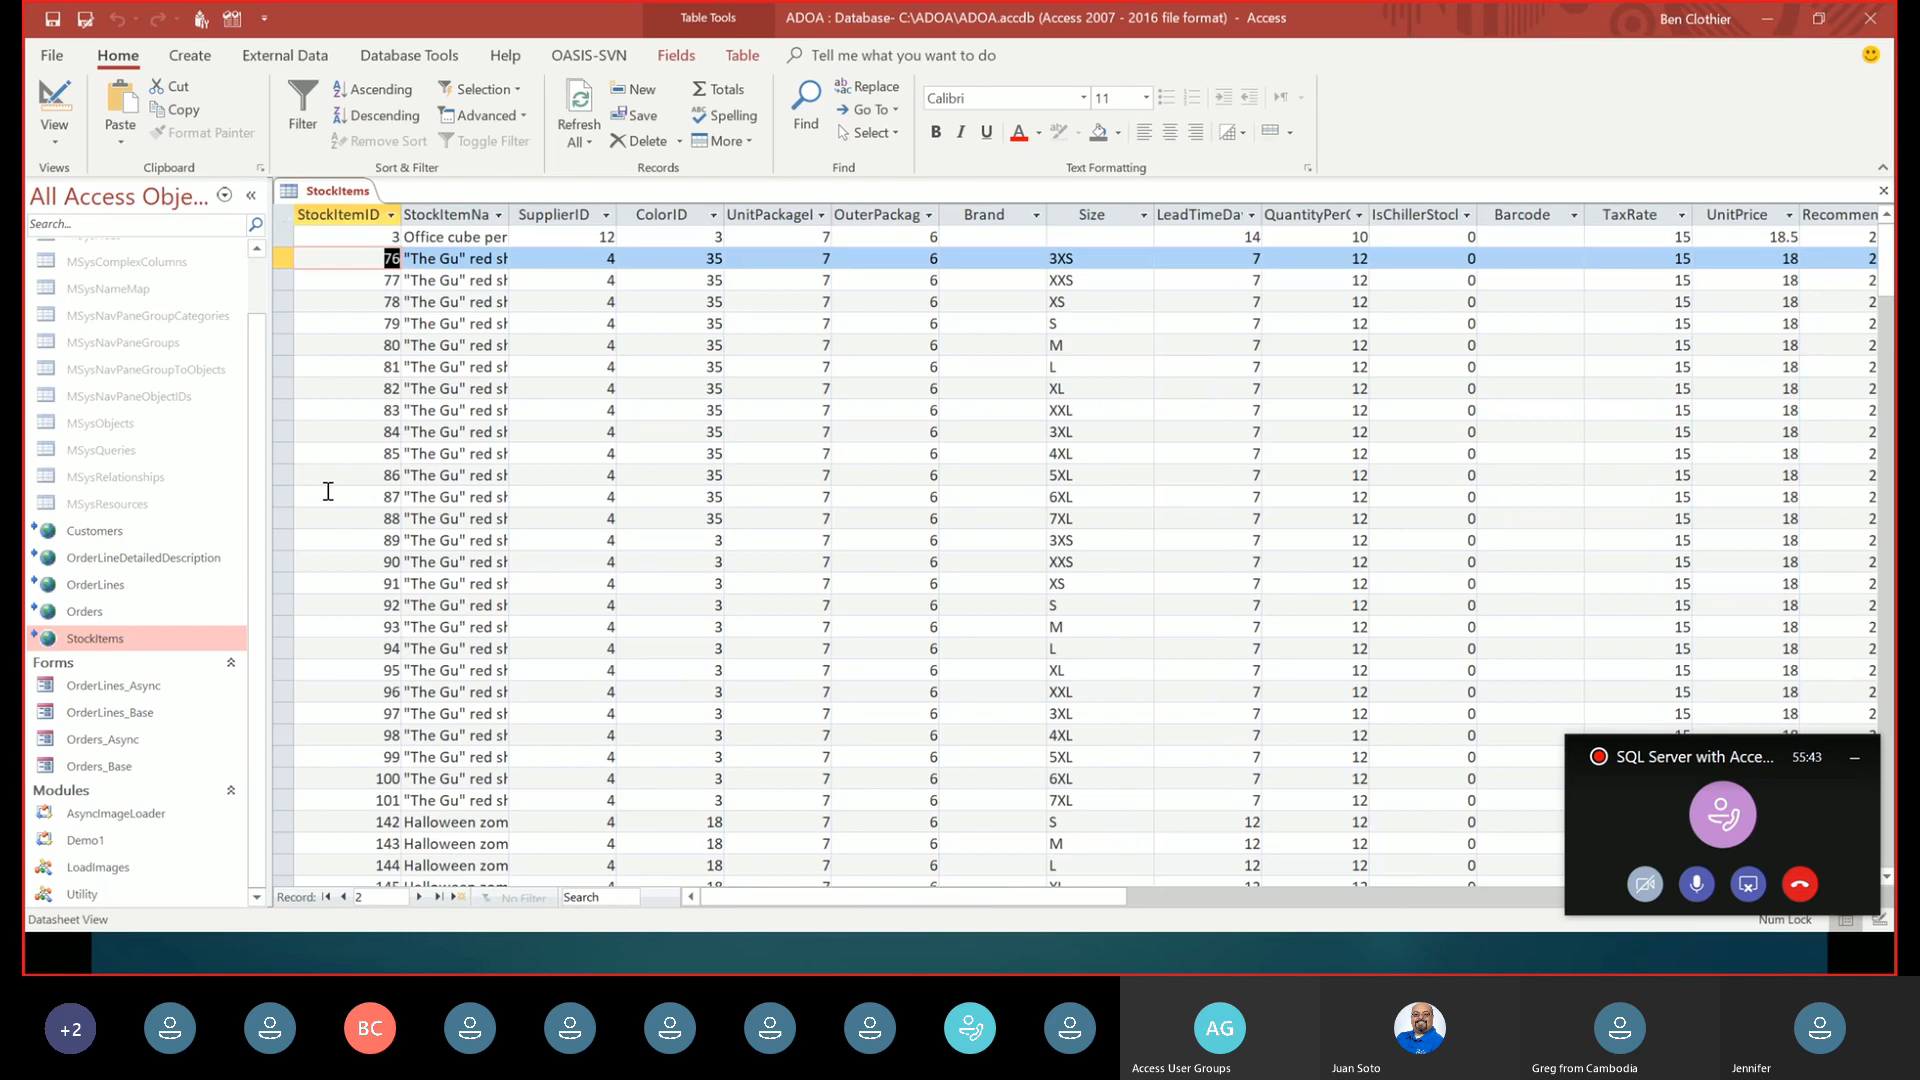 Table Tools
ADOA : Database- C:\ADOA\ADOA.accdb (Access 2007 - 2016 file format) - Access
Ben Clothier
File Home Create External Data Database Tools Help OASIS-SVN Fields Table Tell me what you want to do
View
Views
Paste
Cut
Copy
Format Painter
Clipboard
Filter
Ascending
Descending
Remove Sort
Selection
Advanced
Toggle Filter
Sort & Filter
Refresh
All
New
Save
Delete
Totals
Spelling
More
Records
Find
Replace
Go To
Select
Find
Calibri 11
B I U A
Text Formatting
All Access Obje...
Search...
MSysComplexColumns
MSysNameMap
MSysNavPaneGroupCategories
MSysNavPaneGroups
MSysNavPaneGroupToObjects
MSysNavPaneObjectIDs
MSysObjects
MSysQueries
MSysRelationships
MSysResources
Customers
OrderLineDetailedDescription
OrderLines
Orders
StockItems
Forms
OrderLines_Async
OrderLines_Base
Orders_Async
Orders_Base
Modules
AsyncImageLoader
Demo1
LoadImages
Utility
StockItems
StockItemID StockItemNa SupplierID ColorID UnitPackageI OuterPackag Brand Size LeadTimeDa QuantityPerO IsChillerStocl Barcode TaxRate UnitPrice Recommen
3 Office cube per 12 3 7 6 14 10 0 15 18.5 2
76 "The Gu" red sh 4 35 7 6 3XS 7 12 0 15 18 2
77 "The Gu" red sh 4 35 7 6 XXS 7 12 0 15 18 2
78 "The Gu" red sh 4 35 7 6 XS 7 12 0 15 18 2
79 "The Gu" red sh 4 35 7 6 S 7 12 0 15 18 2
80 "The Gu" red sh 4 35 7 6 M 7 12 0 15 18 2
81 "The Gu" red sh 4 35 7 6 L 7 12 0 15 18 2
82 "The Gu" red sh 4 35 7 6 XL 7 12 0 15 18 2
83 "The Gu" red sh 4 35 7 6 XXL 7 12 0 15 18 2
84 "The Gu" red sh 4 35 7 6 3XL 7 12 0 15 18 2
85 "The Gu" red sh 4 35 7 6 4XL 7 12 0 15 18 2
86 "The Gu" red sh 4 35 7 6 5XL 7 12 0 15 18 2
87 "The Gu" red sh 4 35 7 6 6XL 7 12 0 15 18 2
88 "The Gu" red sh 4 35 7 6 7XL 7 12 0 15 18 2
89 "The Gu" red sh 4 3 7 6 3XS 7 12 0 15 18 2
90 "The Gu" red sh 4 3 7 6 XXS 7 12 0 15 18 2
91 "The Gu" red sh 4 3 7 6 XS 7 12 0 15 18 2
92 "The Gu" red sh 4 3 7 6 S 7 12 0 15 18 2
93 "The Gu" red sh 4 3 7 6 M 7 12 0 15 18 2
94 "The Gu" red sh 4 3 7 6 L 7 12 0 15 18 2
95 "The Gu" red sh 4 3 7 6 XL 7 12 0 15 18 2
96 "The Gu" red sh 4 3 7 6 XXL 7 12 0 15 18 2
97 "The Gu" red sh 4 3 7 6 3XL 7 12 0 15 18 2
98 "The Gu" red sh 4 3 7 6 4XL 7 12 0
99 "The Gu" red sh 4 3 7 6 5XL 7 12 0
100 "The Gu" red sh 4 3 7 6 6XL 7 12 0
101 "The Gu" red sh 4 3 7 6 7XL 7 12 0
142 Halloween zom 4 18 7 6 S 12 12 0
143 Halloween zom 4 18 7 6 M 12 12 0
144 Halloween zom 4 18 7 6 L 12 12 0
Record: 2 No Filter Search
Datasheet View
Num Lock
SQL Server with Acce... 55:43
+2
BC
AG
Access User Groups
Juan Soto
Greg from Cambodia
Jennifer